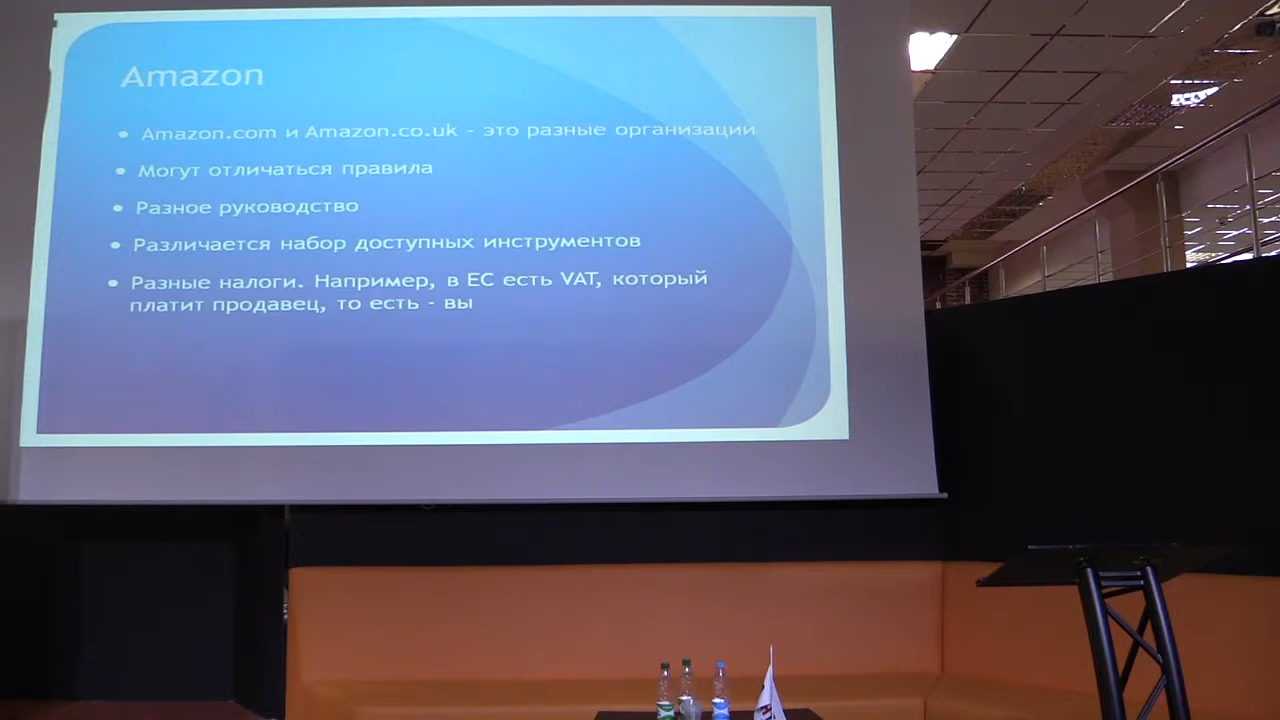 Amazon
• Amazon.com и Amazon.co.uk - это разные организации
• Могут отличаться правила
• Разное руководство
• Различается набор доступных инструментов
• Разные налоги. Например, в ЕС есть VAT, который
платит продавец, то есть - вы